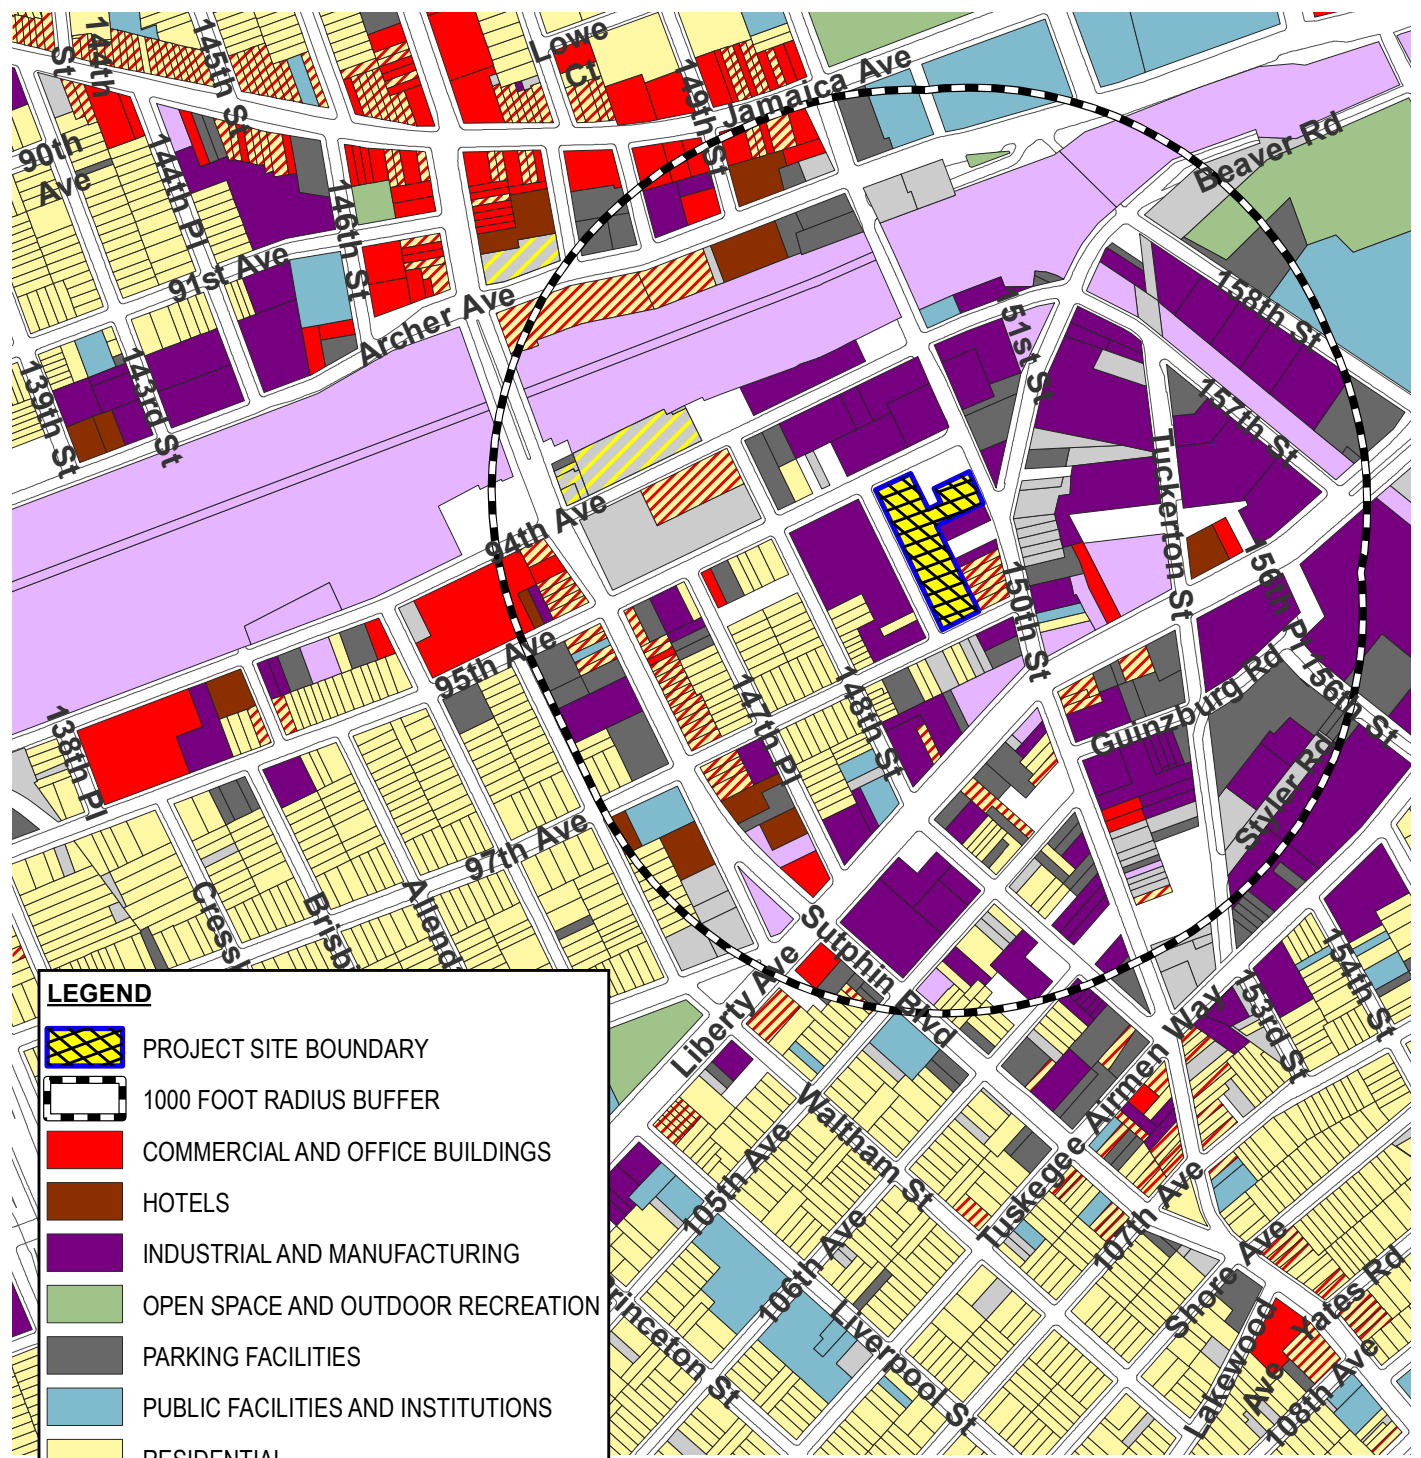 Lowe
Ct
144th
St
145th St
149th St
Jamaica Ave
90th
Ave
144th Pl
146th St
91st Ave
Archer Ave
Beaver Rd
158th St
151st St
157th St
139th St
143rd St
94th Ave
Tuckerton St
156th Pl
95th Ave
150th St
147th Pl
148th St
Guinzburg Rd
156th St
138th Pl
Styler Rd
97th Ave
Sutphin Blvd
Liberty Ave
154th St
153rd St
Waltham St
Tuskegee Airmen Way
105th Ave
106th Ave
107th Ave
Liverpool St
Princeton St
Shore Ave
Yates Rd
Lakewood
Ave
108th Ave
LEGEND
PROJECT SITE BOUNDARY
1000 FOOT RADIUS BUFFER
COMMERCIAL AND OFFICE BUILDINGS
HOTELS
INDUSTRIAL AND MANUFACTURING
OPEN SPACE AND OUTDOOR RECREATION
PARKING FACILITIES
PUBLIC FACILITIES AND INSTITUTIONS
RESIDENTIAL